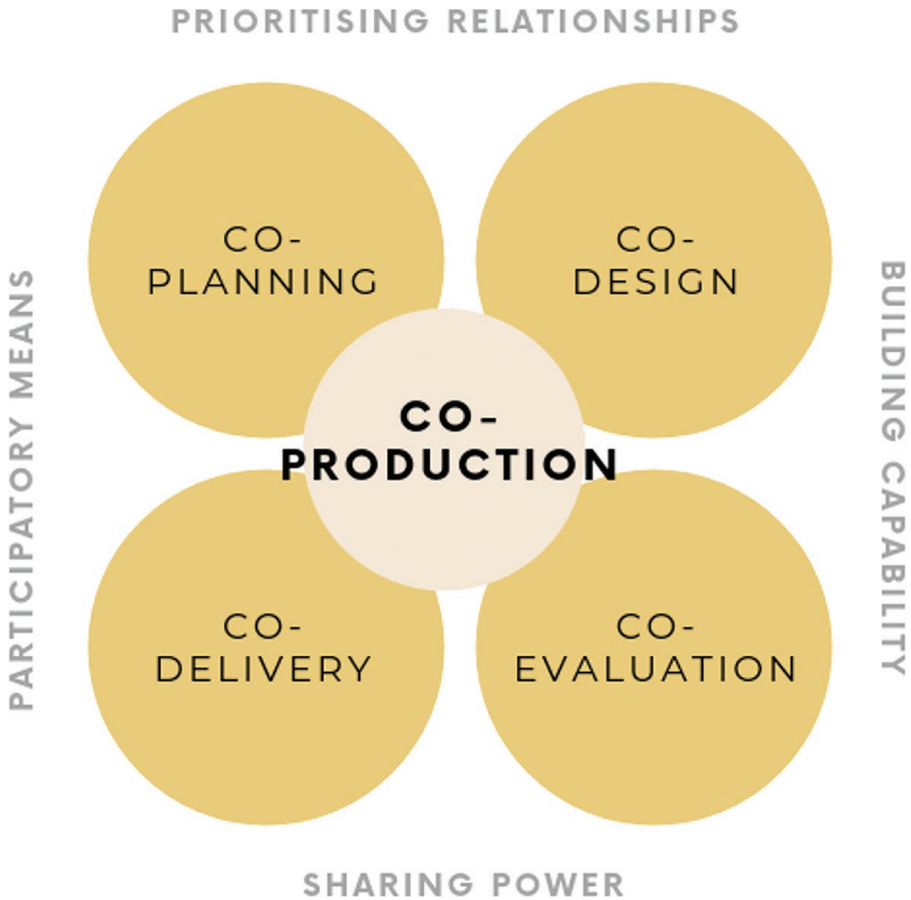 PRIORITISING RELATIONSHIPS
CO-
PLANNING
CO-
DESIGN
PARTICIPATORY MEANS
BUILDING CAPABILITY
CO-
PRODUCTION
CO-
DELIVERY
CO-
EVALUATION
SHARING POWER